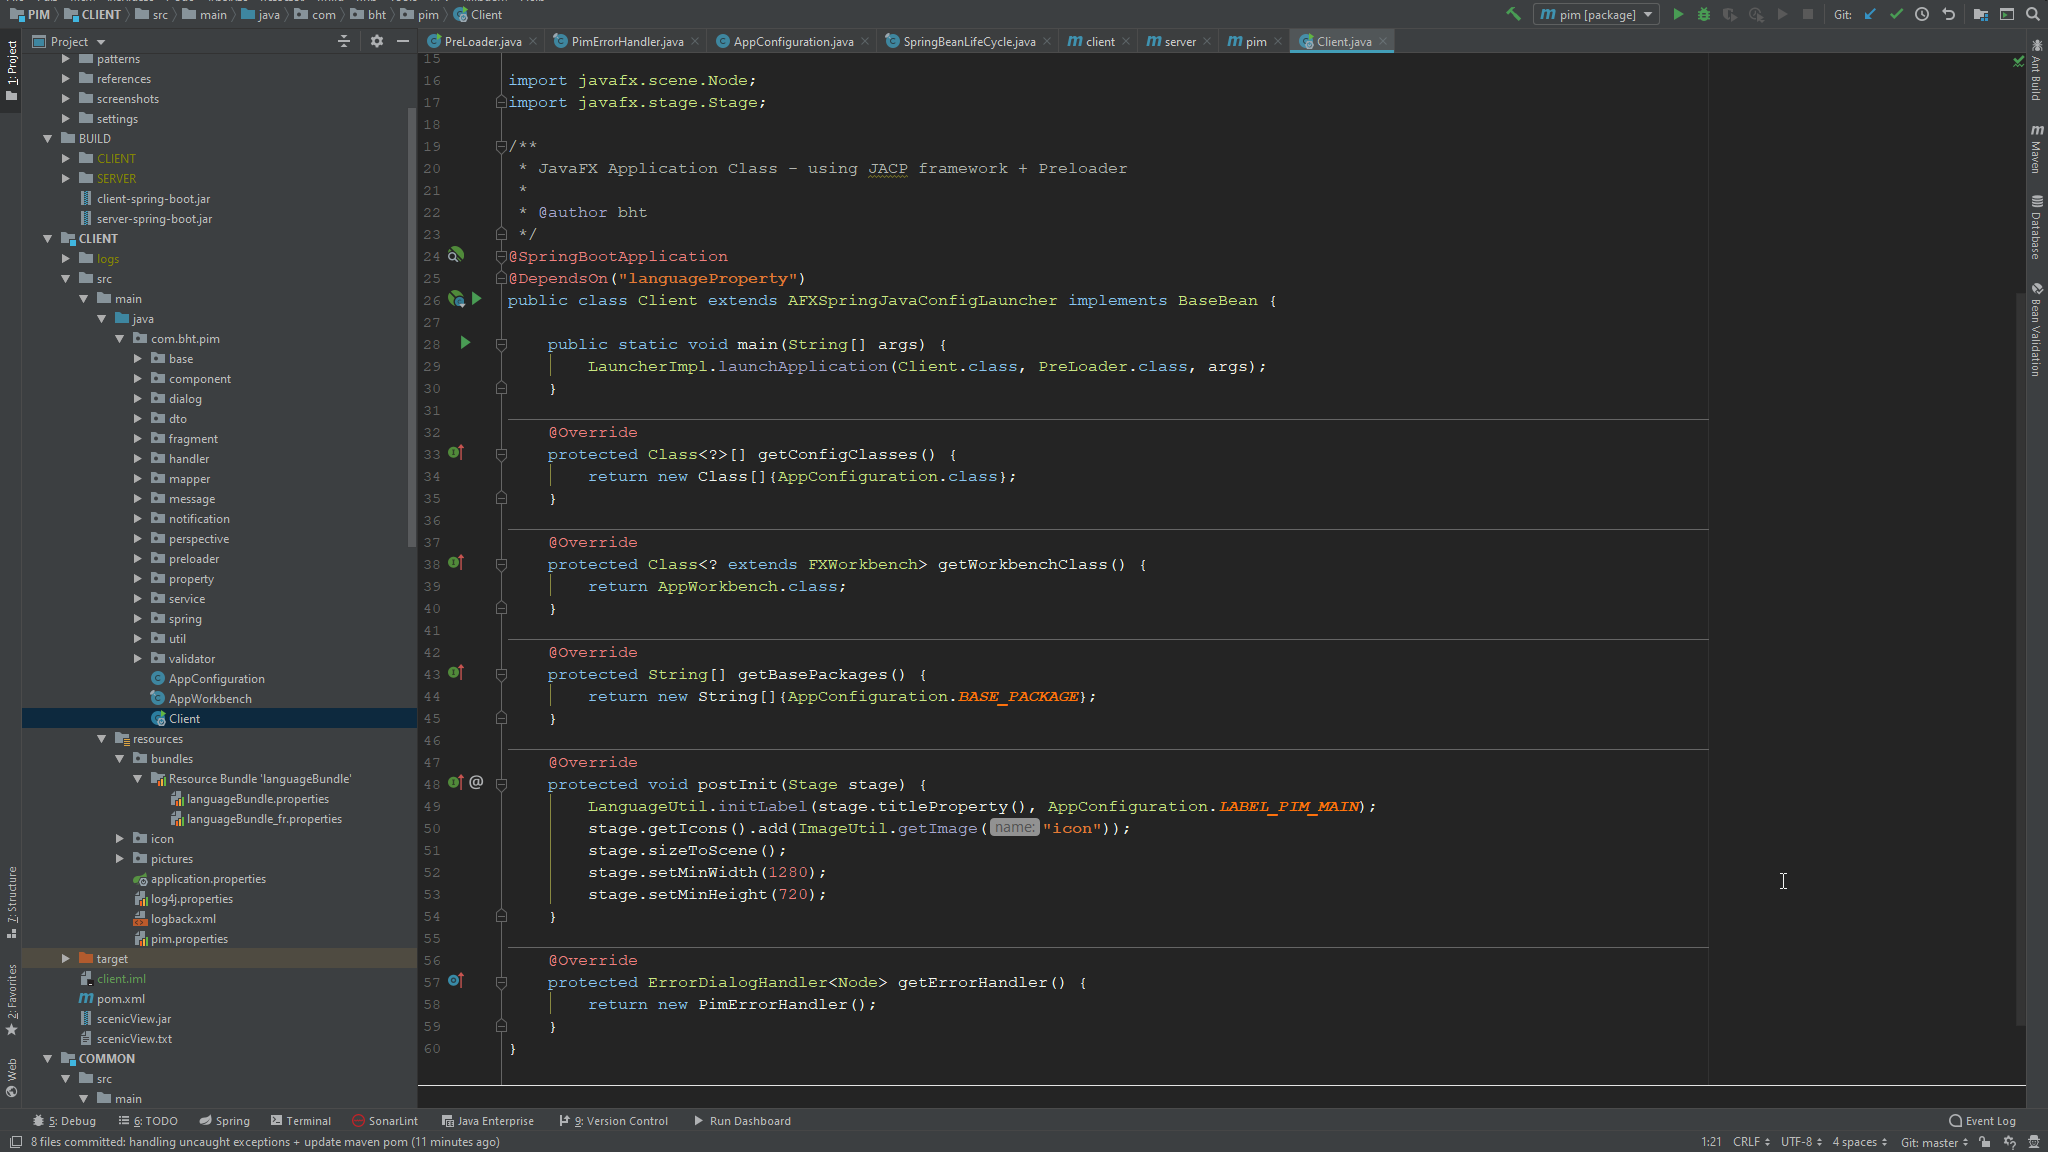 PIM CLIENT src main java com bht pim Client
pim [package] Git:
Project
PreLoader.java PimErrorHandler.java AppConfiguration.java SpringBeanLifeCycle.java client server pim Client.java
1: Project
7: Structure
2: Favorites
Web
Ant Build
Maven
Database
Bean Validation
patterns
references
screenshots
settings
BUILD
CLIENT
SERVER
client-spring-boot.jar
server-spring-boot.jar
CLIENT
logs
src
main
java
com.bht.pim
base
component
dialog
dto
fragment
handler
mapper
message
notification
perspective
preloader
property
service
spring
util
validator
AppConfiguration
AppWorkbench
Client
resources
bundles
Resource Bundle 'languageBundle'
languageBundle.properties
languageBundle_fr.properties
icon
pictures
application.properties
log4j.properties
logback.xml
pim.properties
target
client.iml
pom.xml
scenicView.jar
scenicView.txt
COMMON
src
main
15
16 import javafx.scene.Node;
17 import javafx.stage.Stage;
18
19 /**
20 * JavaFX Application Class - using JACP framework + Preloader
21 *
22 * @author bht
23 */
24 @SpringBootApplication
25 @DependsOn("languageProperty")
26 public class Client extends AFXSpringJavaConfigLauncher implements BaseBean {
27
28 public static void main(String[] args) {
29 LauncherImpl.launchApplication(Client.class, PreLoader.class, args);
30 }
31
32 @Override
33 protected Class<?>[] getConfigClasses() {
34 return new Class[]{AppConfiguration.class};
35 }
36
37 @Override
38 protected Class<? extends FXWorkbench> getWorkbenchClass() {
39 return AppWorkbench.class;
40 }
41
42 @Override
43 protected String[] getBasePackages() {
44 return new String[]{AppConfiguration.BASE_PACKAGE};
45 }
46
47 @Override
48 @ protected void postInit(Stage stage) {
49 LanguageUtil.initLabel(stage.titleProperty(), AppConfiguration.LABEL_PIM_MAIN);
50 stage.getIcons().add(ImageUtil.getImage( name: "icon"));
51 stage.sizeToScene();
52 stage.setMinWidth(1280);
53 stage.setMinHeight(720);
54 }
55
56 @Override
57 protected ErrorDialogHandler<Node> getErrorHandler() {
58 return new PimErrorHandler();
59 }
60 }
5: Debug 6: TODO Spring Terminal SonarLint Java Enterprise 9: Version Control Run Dashboard Event Log
8 files committed: handling uncaught exceptions + update maven pom (11 minutes ago) 1:21 CRLF UTF-8 4 spaces Git: master